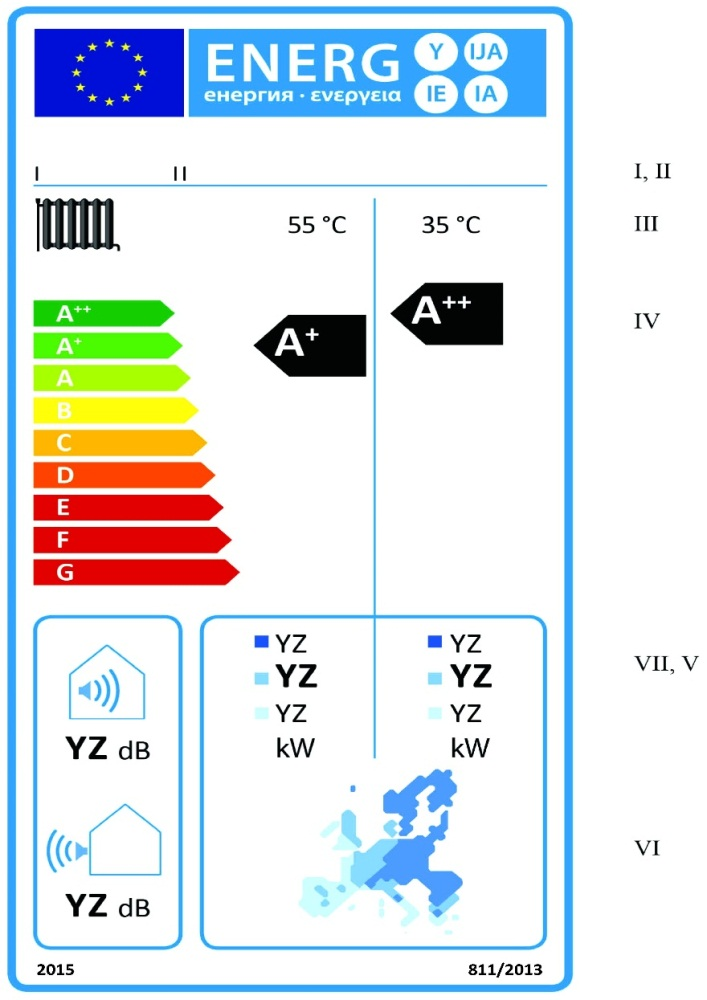 ENERG Y IJA
енергия · ενεργεια IE IA
I II
I, II
55 °C 35 °C
III
A++
A+
A++
IV
A+
A
B
C
D
E
F
G
YZ YZ
YZ YZ
VII, V
YZ YZ
kW kW
YZ dB
VI
YZ dB
2015 811/2013